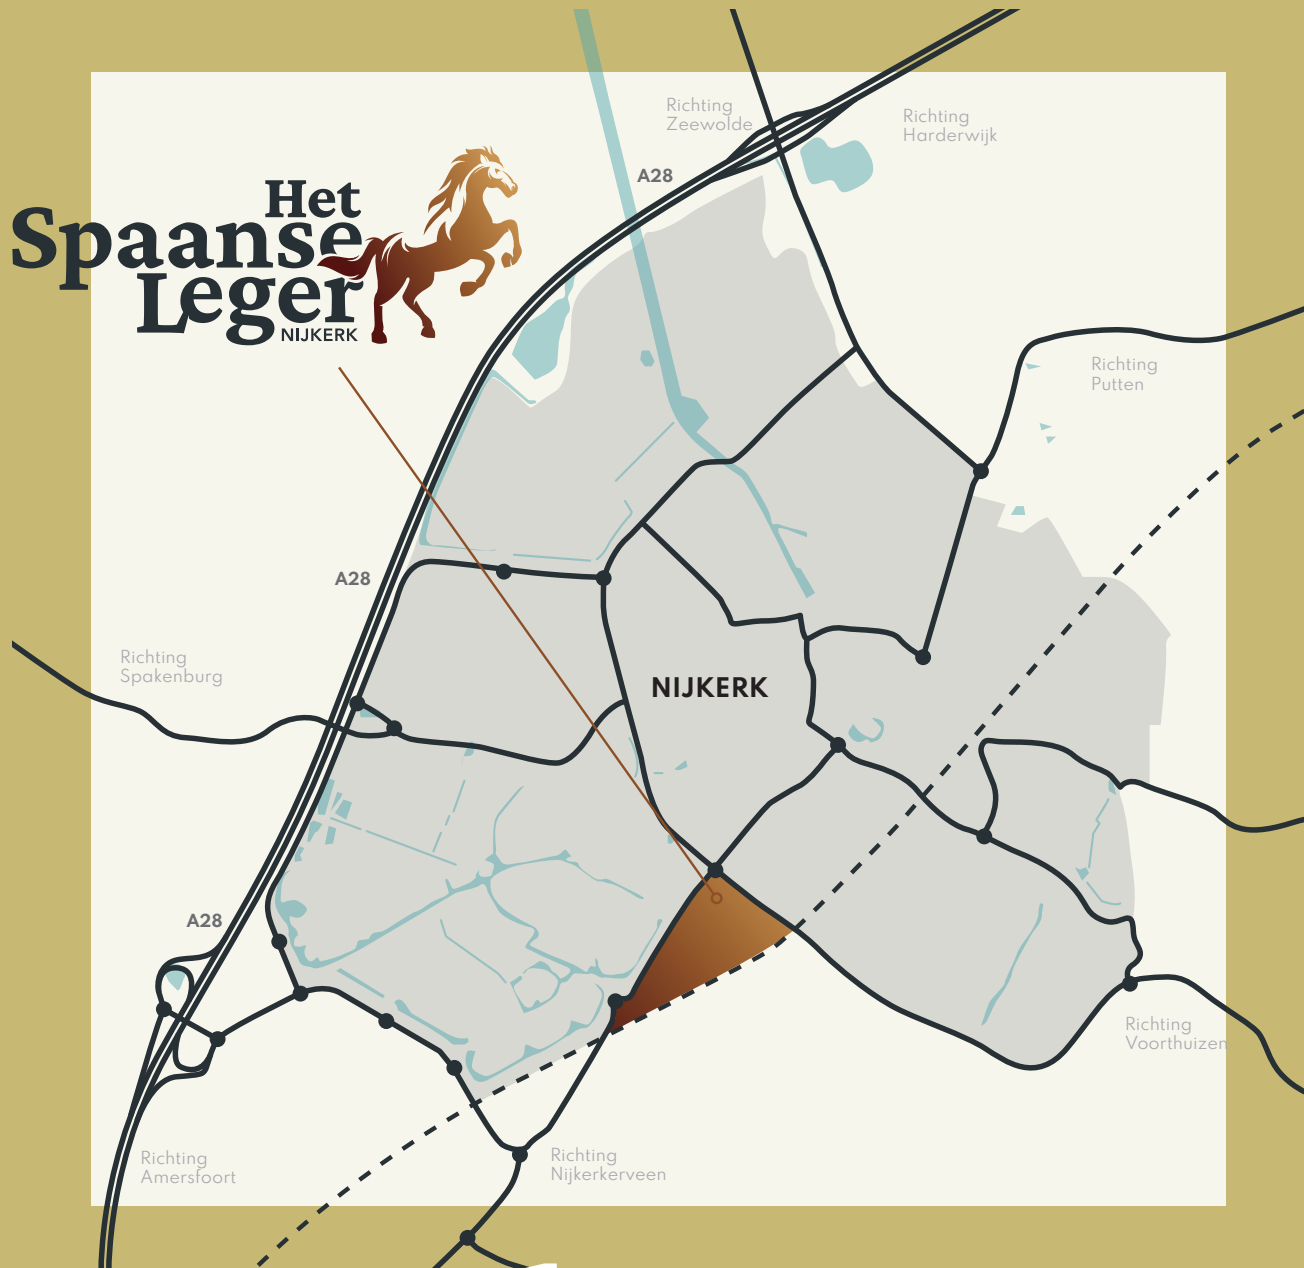 Richting
Zeewolde
Richting
Harderwijk
A28
Het
Spaanse
Leger
NIJKERK
Richting
Putten
A28
Richting
Spakenburg
NIJKERK
A28
Richting
Voorthuizen
Richting
Amersfoort
Richting
Nijkerkerveen